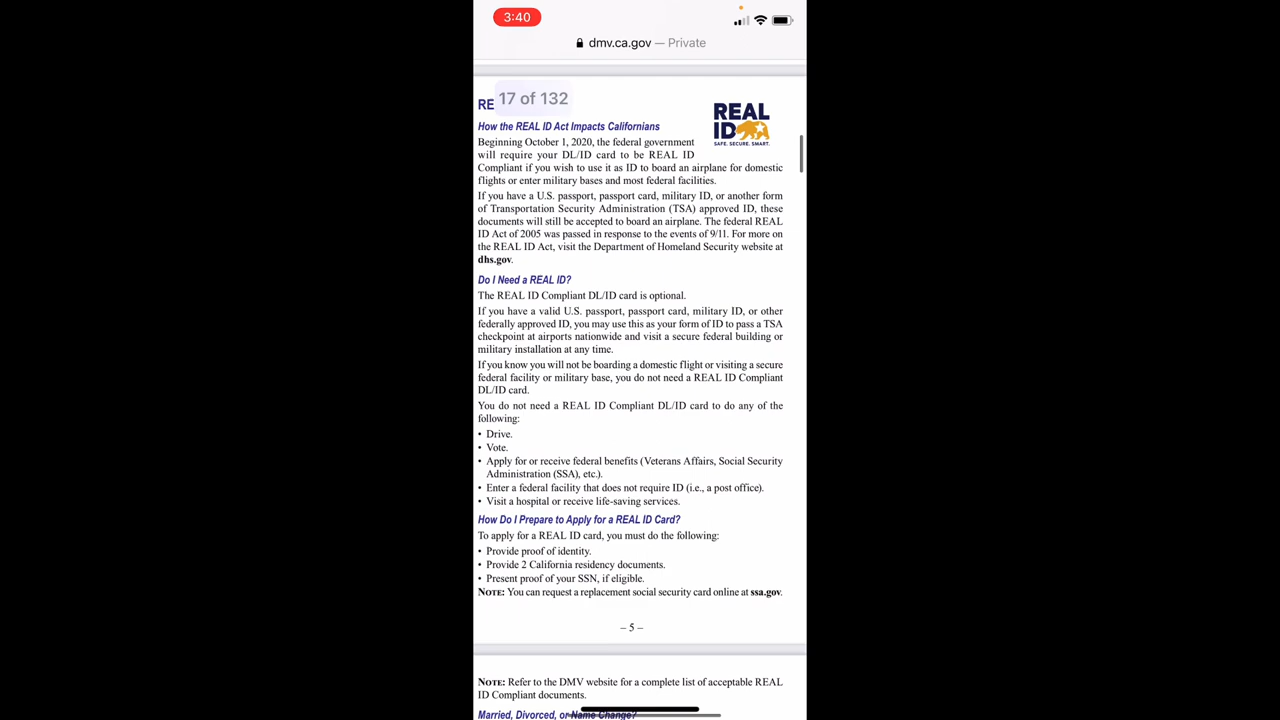 3:40
dmv.ca.gov — Private
RE
17 of 132
REAL
ID
SAFE. SECURE. SMART.
How the REAL ID Act Impacts Californians
Beginning October 1, 2020, the federal government
will require your DL/ID card to be REAL ID
Compliant if you wish to use it as ID to board an airplane for domestic
flights or enter military bases and most federal facilities.
If you have a U.S. passport, passport card, military ID, or another form
of Transportation Security Administration (TSA) approved ID, these
documents will still be accepted to board an airplane. The federal REAL
ID Act of 2005 was passed in response to the events of 9/11. For more on
the REAL ID Act, visit the Department of Homeland Security website at
dhs.gov.
Do I Need a REAL ID?
The REAL ID Compliant DL/ID card is optional.
If you have a valid U.S. passport, passport card, military ID, or other
federally approved ID, you may use this as your form of ID to pass a TSA
checkpoint at airports nationwide and visit a secure federal building or
military installation at any time.
If you know you will not be boarding a domestic flight or visiting a secure
federal facility or military base, you do not need a REAL ID Compliant
DL/ID card.
You do not need a REAL ID Compliant DL/ID card to do any of the
following:
• Drive.
• Vote.
• Apply for or receive federal benefits (Veterans Affairs, Social Security
Administration (SSA), etc.).
• Enter a federal facility that does not require ID (i.e., a post office).
• Visit a hospital or receive life-saving services.
How Do I Prepare to Apply for a REAL ID Card?
To apply for a REAL ID card, you must do the following:
• Provide proof of identity.
• Provide 2 California residency documents.
• Present proof of your SSN, if eligible.
NOTE: You can request a replacement social security card online at ssa.gov.
– 5 –
NOTE: Refer to the DMV website for a complete list of acceptable REAL
ID Compliant documents.
Married, Divorced, or Name Change?